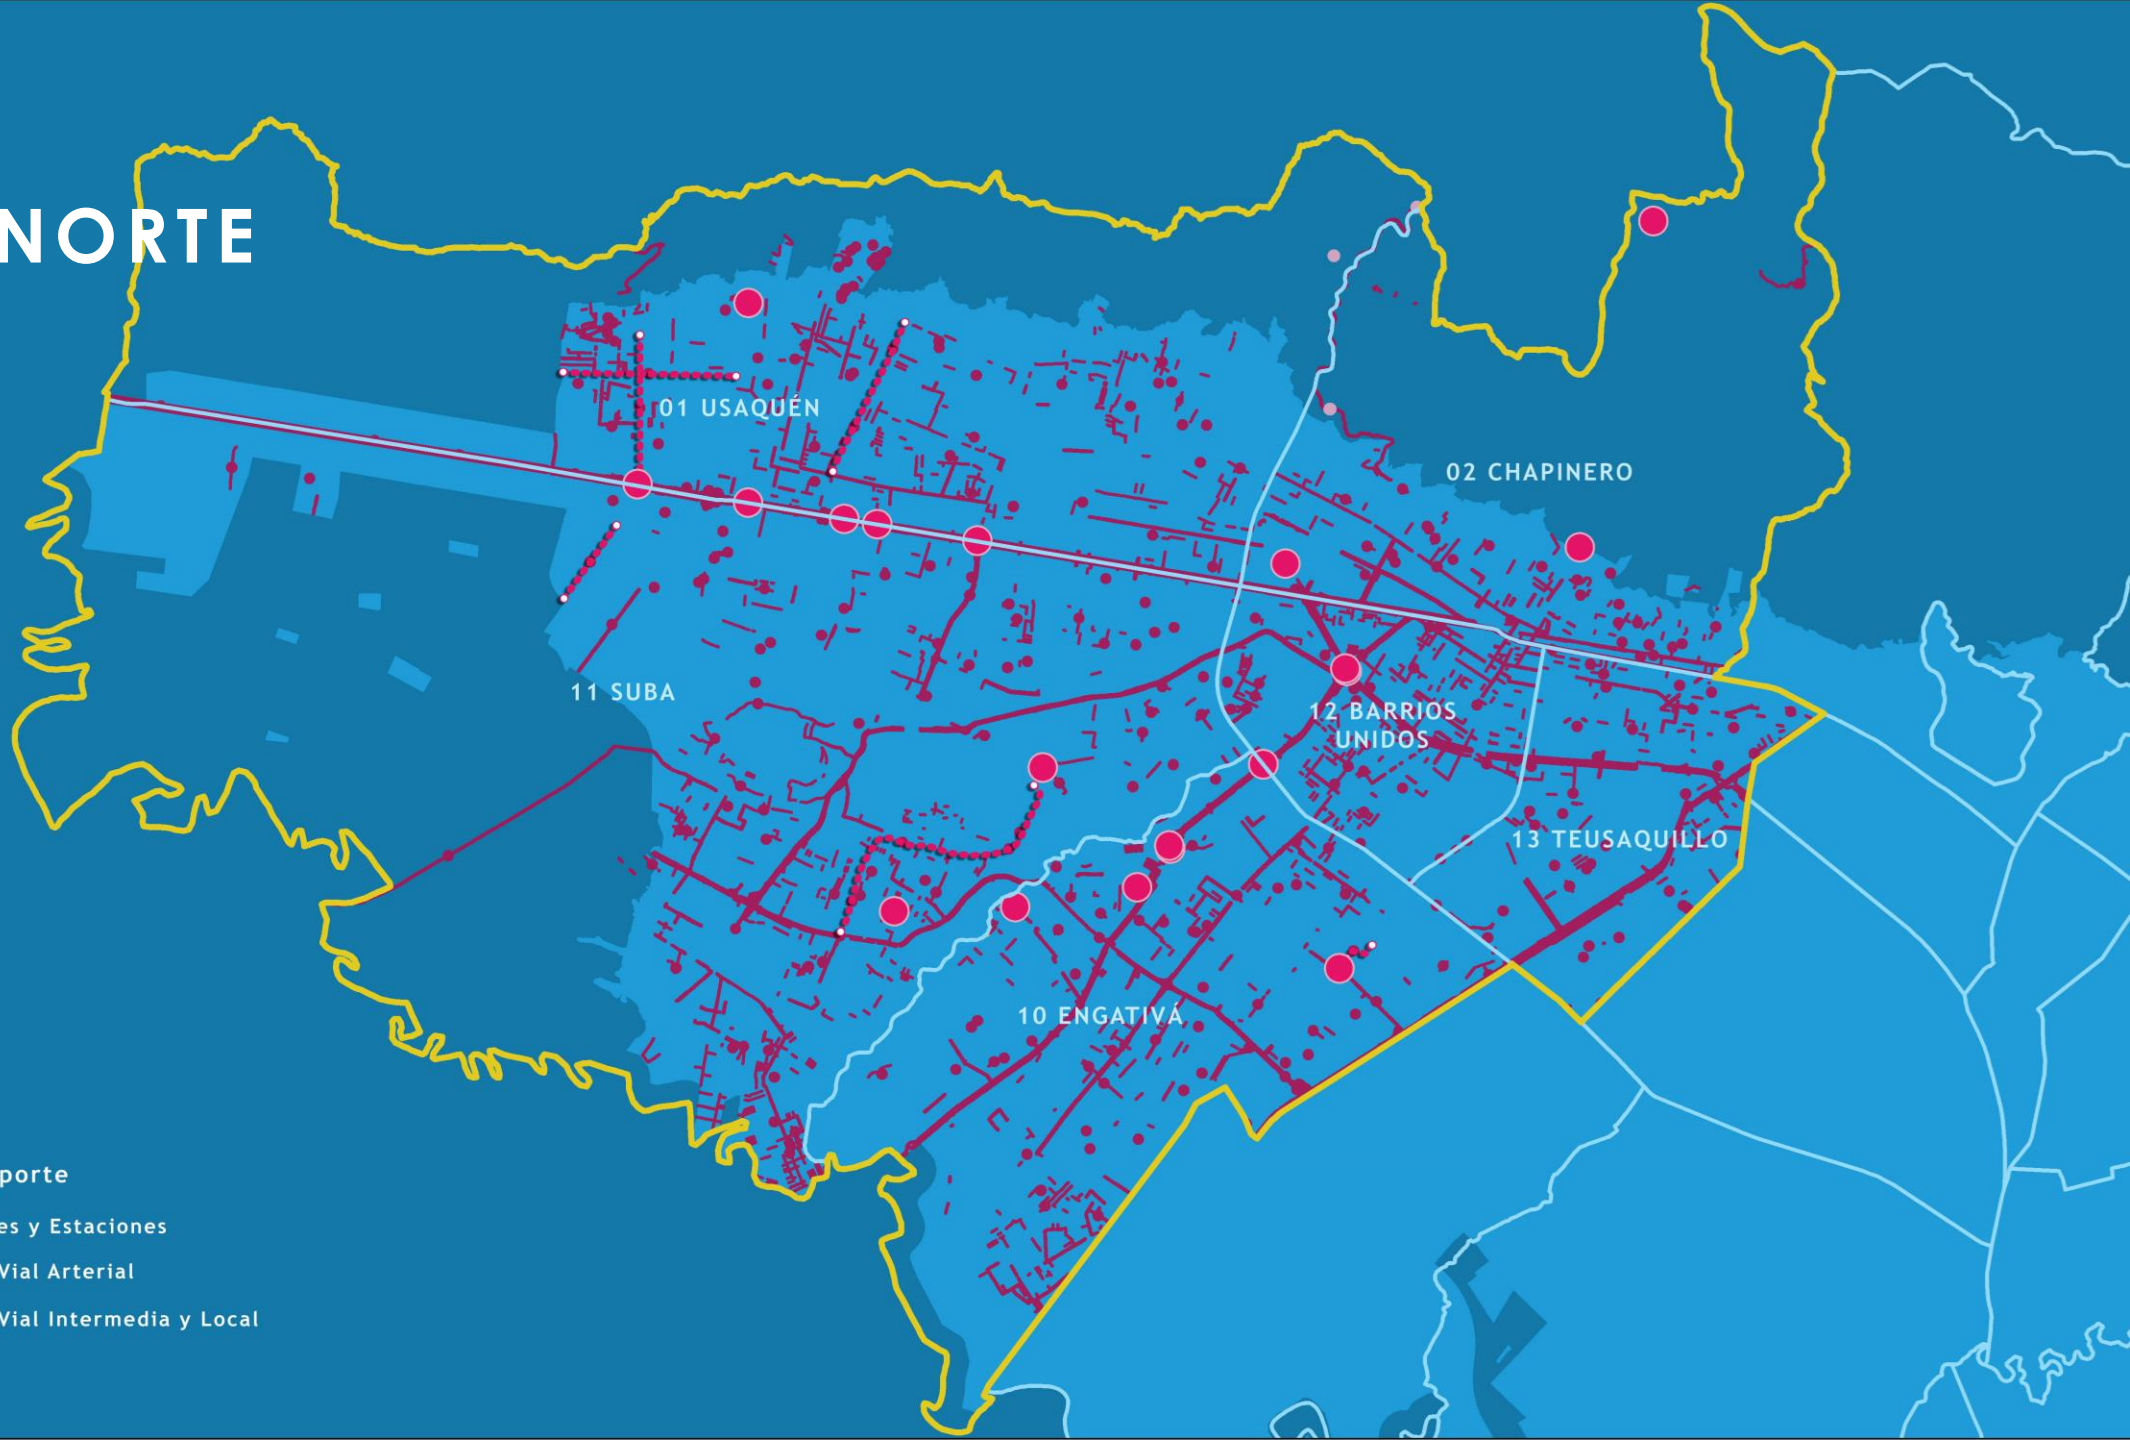 NORTE
01 USAQUÉN
02 CHAPINERO
11 SUBA
12 BARRIOS
UNIDOS
13 TEUSAQUILLO
10 ENGATIVÁ
porte
es y Estaciones
Vial Arterial
Vial Intermedia y Local